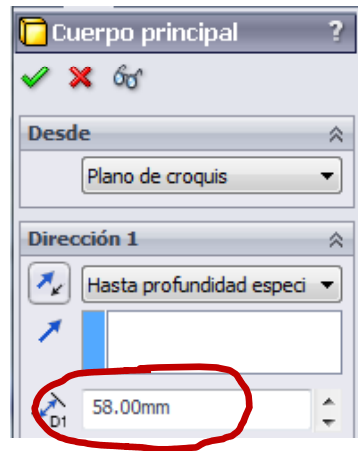 Cuerpo principal ?
Desde
Plano de croquis
Dirección 1
Hasta profundidad especi
D1 58.00mm